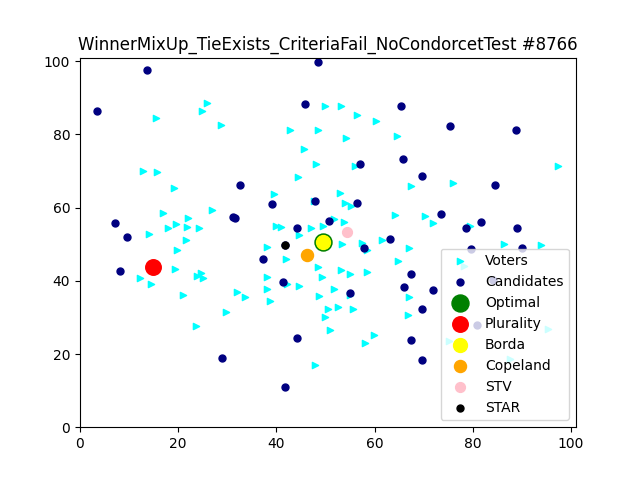 WinnerMixUp_TieExists_CriteriaFail_NoCondorcetTest #8766
100
80
60
40
20
0
0 20 40 60 80 100
Voters
Candidates
Optimal
Plurality
Borda
Copeland
STV
STAR